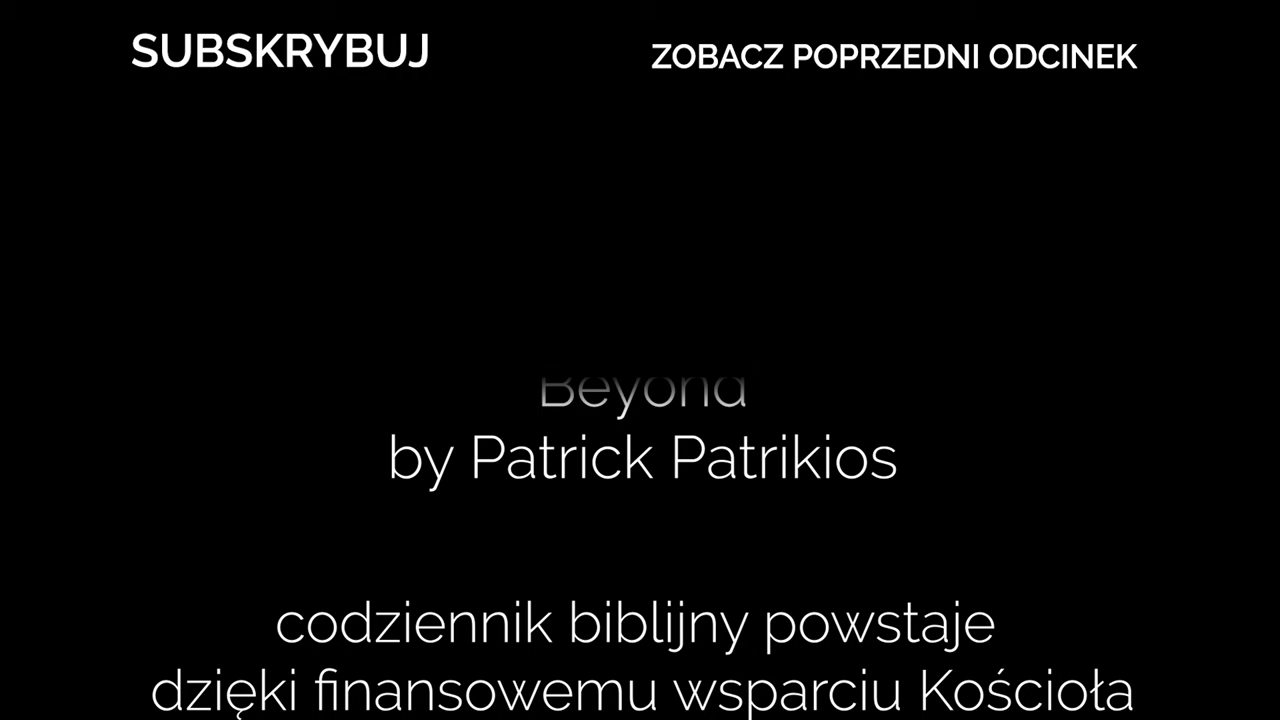 SUBSKRYBUJ
ZOBACZ POPRZEDNI ODCINEK
Beyond
by Patrick Patrikios
codziennik biblijny powstaje
dzięki finansowemu wsparciu Kościoła